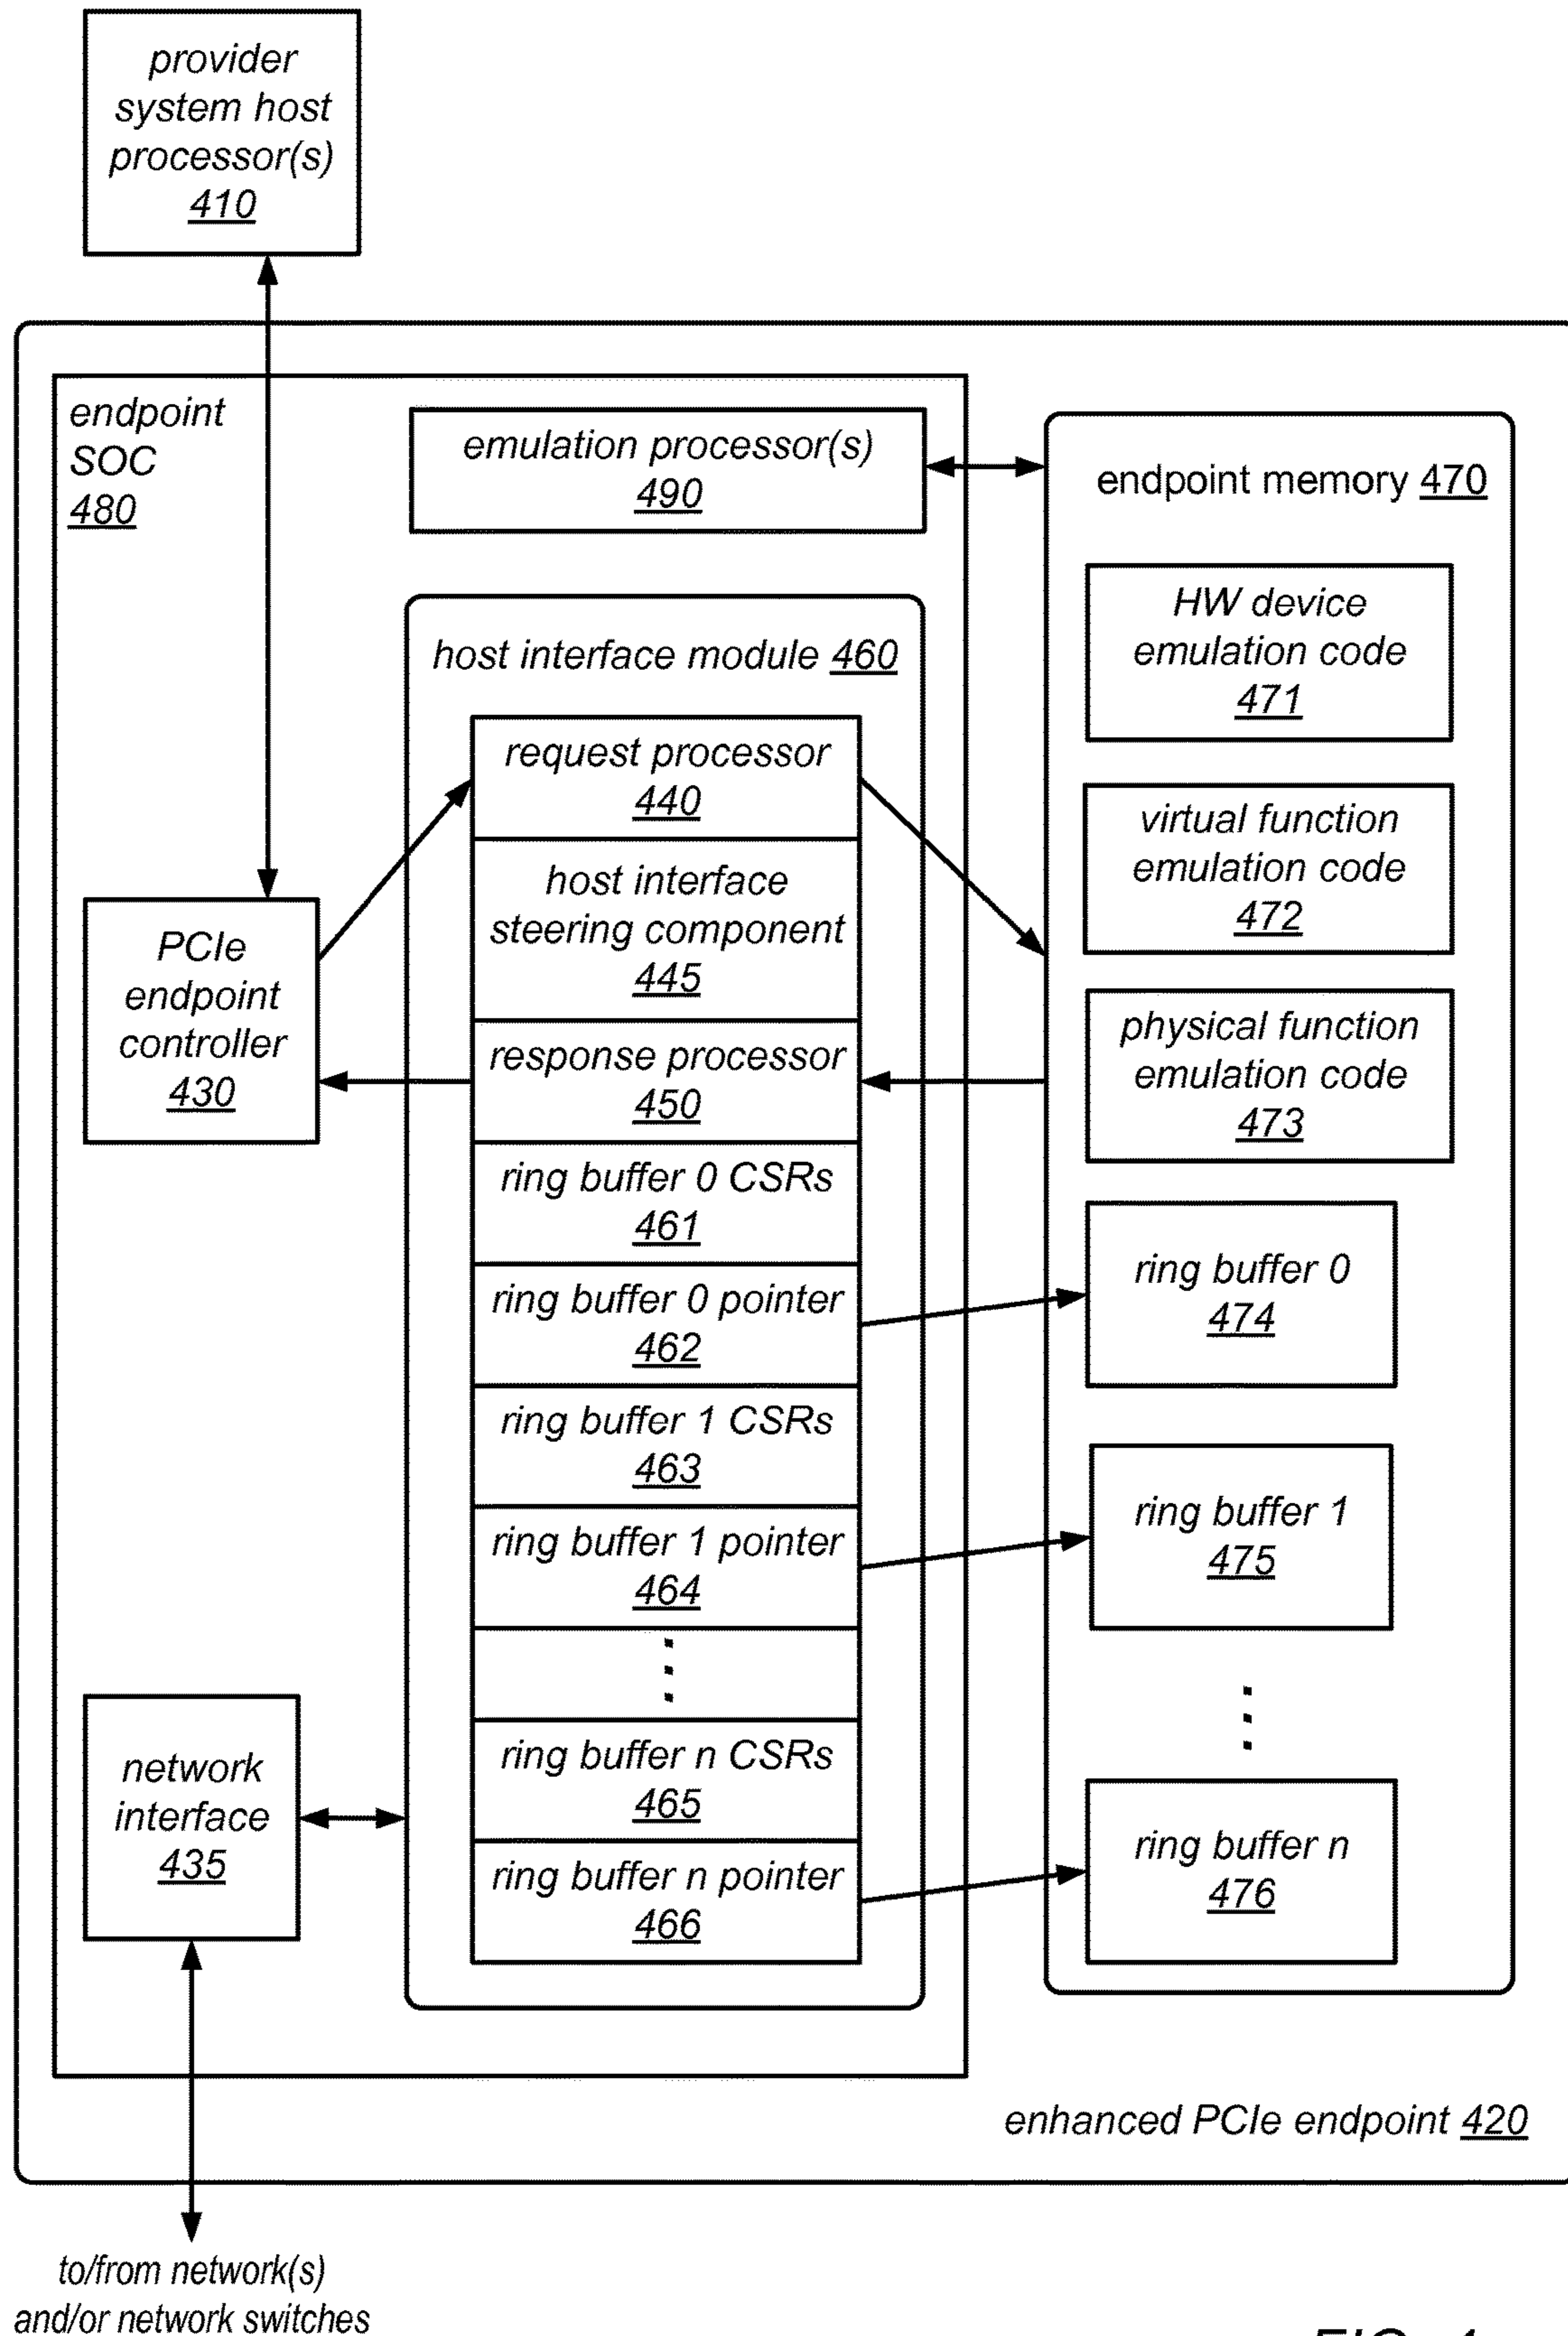 provider
system host
processor(s)
410
endpoint
SOC
480
emulation processor(s)
490
endpoint memory 470
HW device
emulation code
471
host interface module 460
request processor
440
virtual function
emulation code
472
host interface
steering component
445
PCIe
endpoint
controller
430
physical function
emulation code
473
response processor
450
ring buffer 0 CSRs
461
ring buffer 0
474
ring buffer 0 pointer
462
ring buffer 1 CSRs
463
ring buffer 1
475
ring buffer 1 pointer
464
network
interface
435
ring buffer n CSRs
465
ring buffer n
476
ring buffer n pointer
466
enhanced PCIe endpoint 420
to/from network(s)
and/or network switches